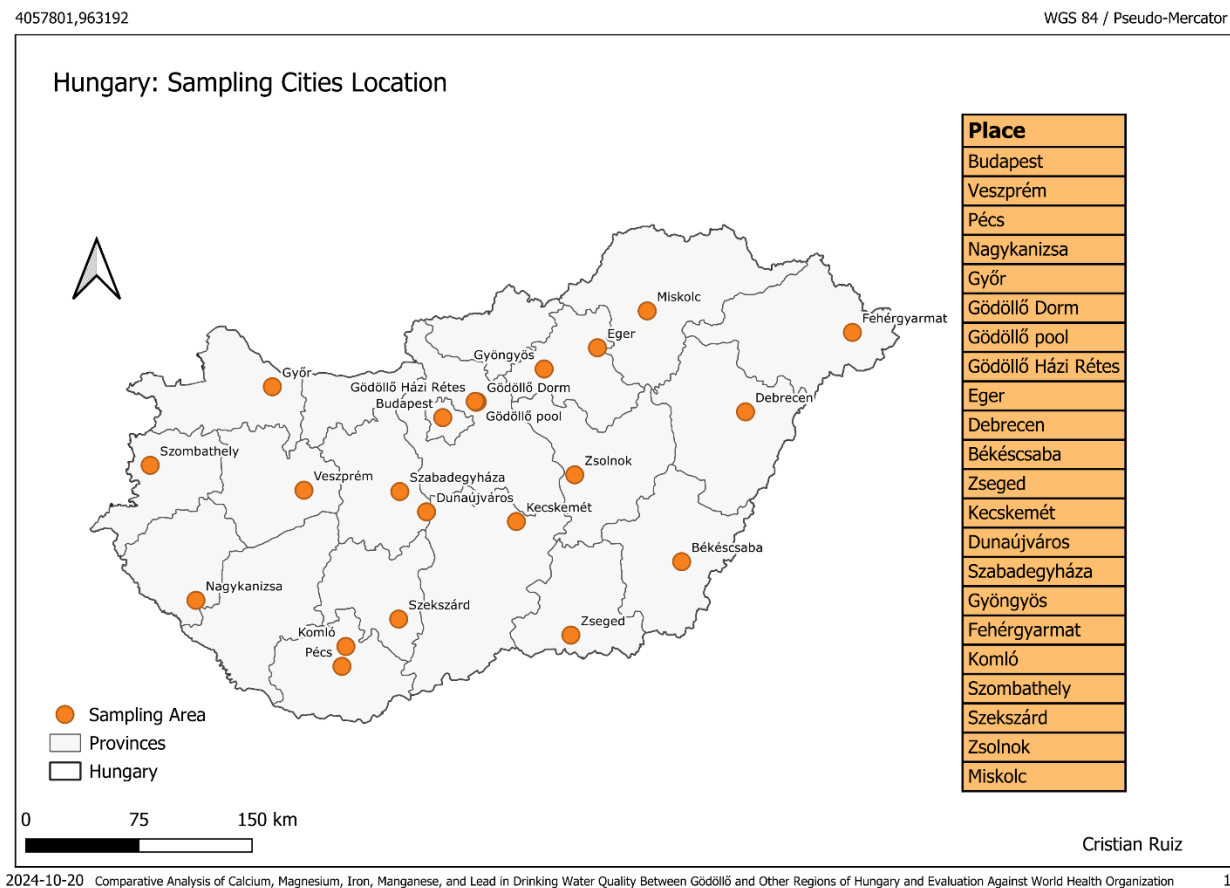 4057801,963192
WGS 84 / Pseudo-Mercator
Hungary: Sampling Cities Location
Place
Budapest
Veszprém
Pécs
Nagykanizsa
Győr
Gödöllő Dorm
Gödöllő pool
Gödöllő Házi Rétes
Eger
Debrecen
Békéscsaba
Zseged
Kecskemét
Dunaújváros
Szabadegyháza
Gyöngyös
Fehérgyarmat
Komló
Szombathely
Szekszárd
Zsolnok
Miskolc
Miskolc
Fehérgyarmat
Eger
Gyöngyös
Győr
Gödöllő Házi Rétes
Gödöllő Dorm
Budapest
Gödöllő pool
Debrecen
Szombathely
Zsolnok
Veszprém
Szabadegyháza
Dunaújváros
Kecskemét
Békéscsaba
Nagykanizsa
Szekszárd
Zseged
Komló
Pécs
Sampling Area
Provinces
Hungary
0 75 150 km
Cristian Ruiz
2024-10-20 Comparative Analysis of Calcium, Magnesium, Iron, Manganese, and Lead in Drinking Water Quality Between Gödöllő and Other Regions of Hungary and Evaluation Against World Health Organization 1